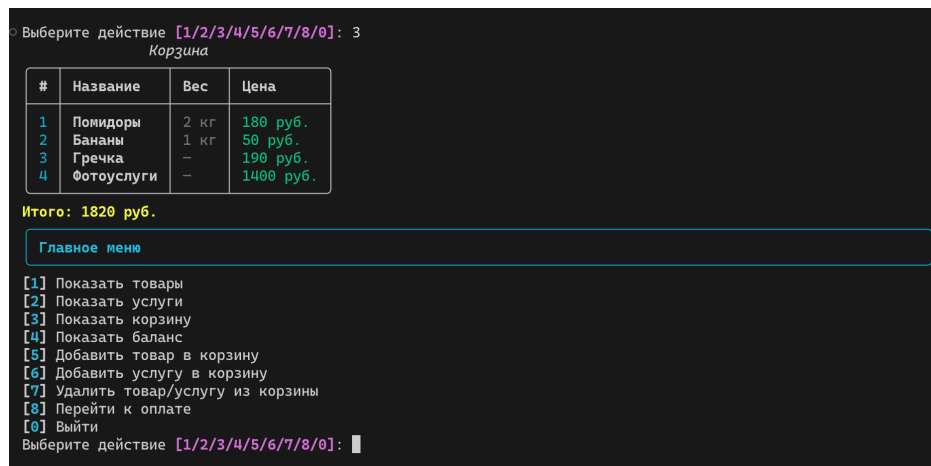 Выберите действие [1/2/3/4/5/6/7/8/0]: 3
Корзина
# Название Вес Цена
1 Помидоры 2 кг 180 руб.
2 Бананы 1 кг 50 руб.
3 Гречка — 190 руб.
4 Фотоуслуги — 1400 руб.
Итого: 1820 руб.
Главное меню
[1] Показать товары
[2] Показать услуги
[3] Показать корзину
[4] Показать баланс
[5] Добавить товар в корзину
[6] Добавить услугу в корзину
[7] Удалить товар/услугу из корзины
[8] Перейти к оплате
[0] Выйти
Выберите действие [1/2/3/4/5/6/7/8/0]: